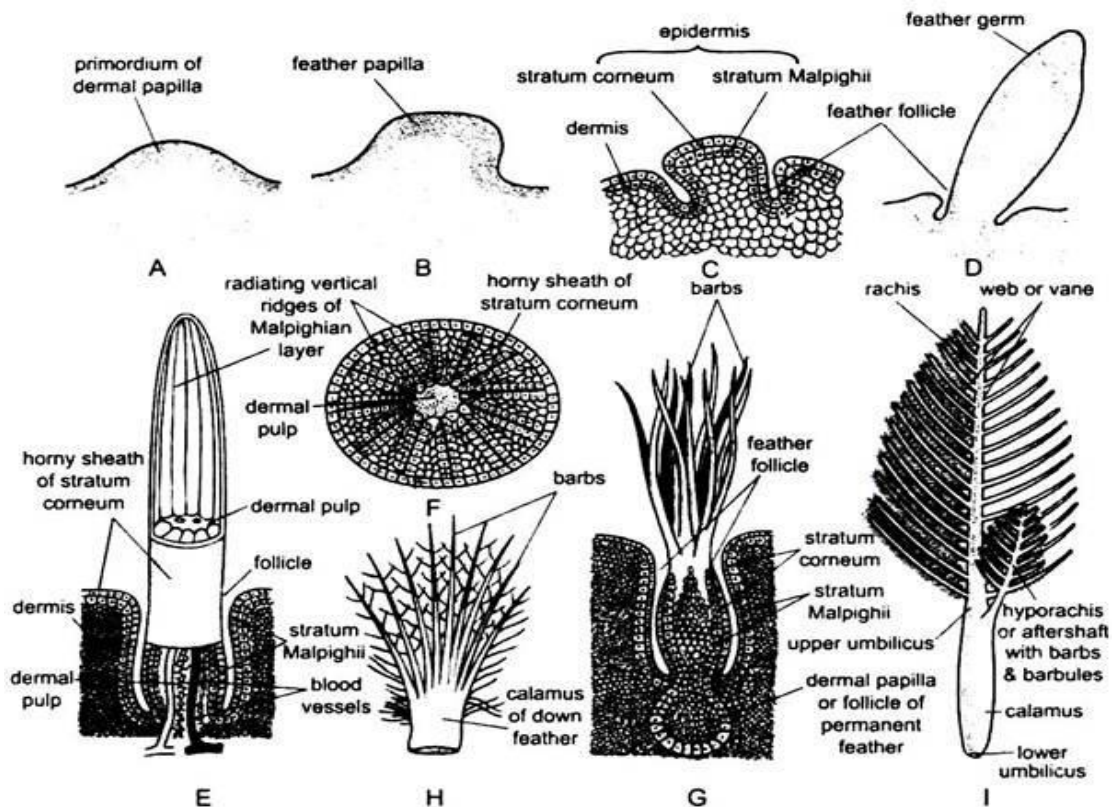 primordium of
dermal papilla
A
feather papilla
B
epidermis
stratum corneum
stratum Malpighii
dermis
feather follicle
C
feather germ
D
radiating vertical
ridges of
Malpighian
layer
horny sheath
of stratum
corneum
dermal pulp
follicle
dermis
stratum
Malpighii
dermal
pulp
blood
vessels
E
horny sheath of
stratum corneum
dermal
pulp
F
barbs
calamus
of down
feather
H
barbs
feather
follicle
stratum
corneum
stratum
Malpighii
dermal papilla
or follicle of
permanent
feather
G
rachis
web or vane
upper umbilicus
hyporachis
or aftershaft
with barbs
& barbules
calamus
lower
umbilicus
I